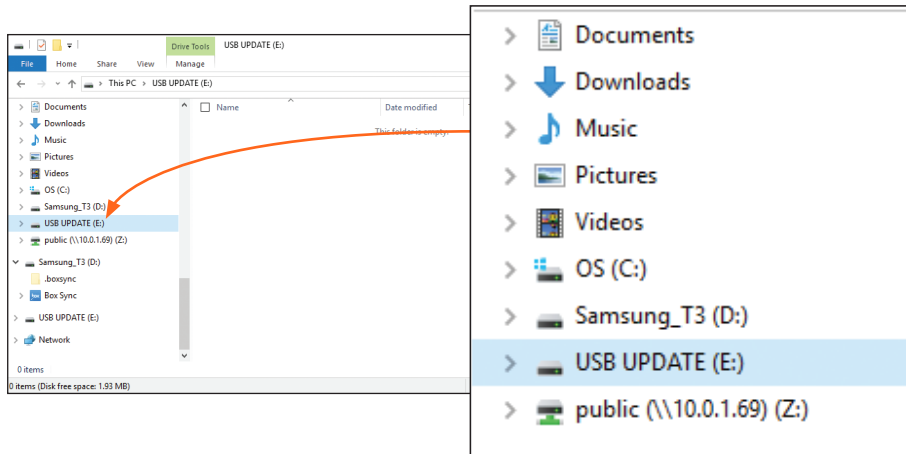 Drive Tools
USB UPDATE (E:)
File
Home
Share
View
Manage
This PC > USB UPDATE (E:)
Documents
Downloads
Music
Pictures
Videos
OS (C:)
Samsung_T3 (D:)
USB UPDATE (E:)
public (\\10.0.1.69) (Z:)
Samsung_T3 (D:)
.boxsync
Box Sync
USB UPDATE (E:)
Network
Name
Date modified
This folder is empty.
0 items
0 items (Disk free space: 1.93 MB)
Documents
Downloads
Music
Pictures
Videos
OS (C:)
Samsung_T3 (D:)
USB UPDATE (E:)
public (\\10.0.1.69) (Z:)